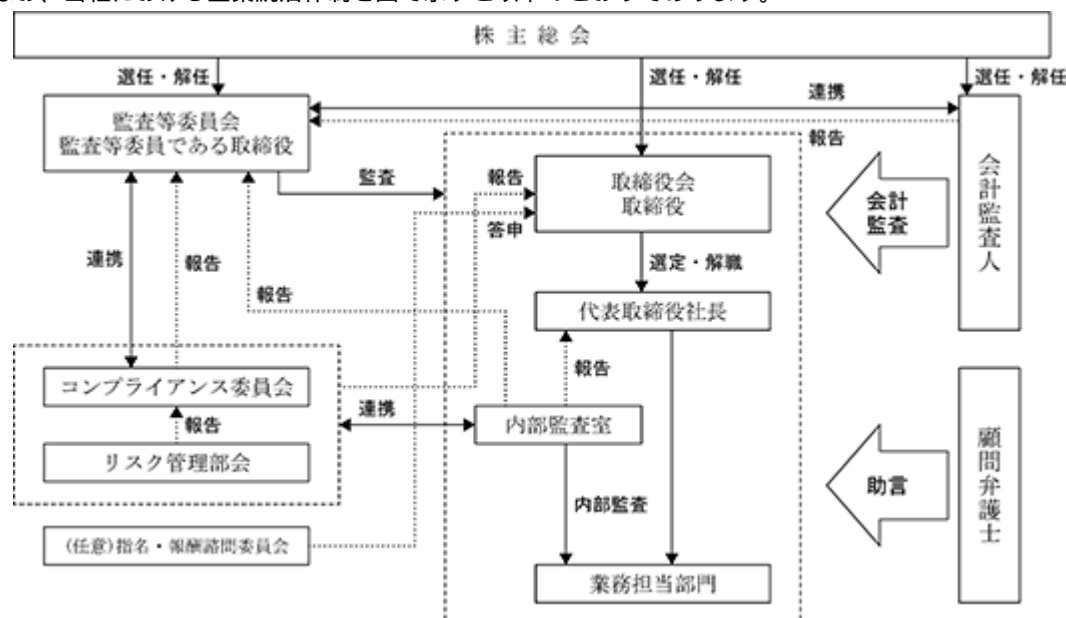 株主総会
選任・解任
選任・解任
選任・解任
連携
監査等委員会
監査等委員である取締役
報告
監査
報告
答申
取締役会
取締役
会計
監査
会計監査人
連携
報告
報告
選定・解職
代表取締役社長
報告
コンプライアンス委員会
報告
リスク管理部会
連携
内部監査室
内部監査
助言
顧問弁護士
(任意)指名・報酬諮問委員会
業務担当部門